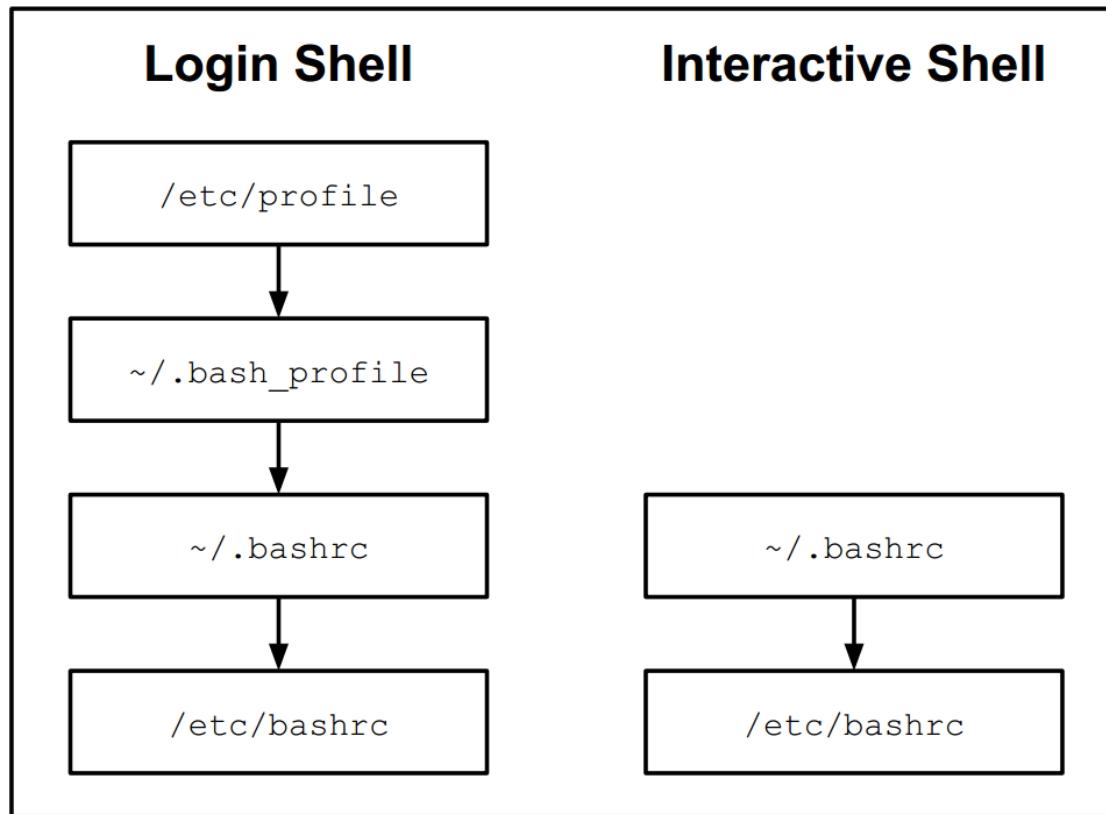 Login Shell
/etc/profile
~/.bash_profile
~/.bashrc
/etc/bashrc
Interactive Shell
~/.bashrc
/etc/bashrc